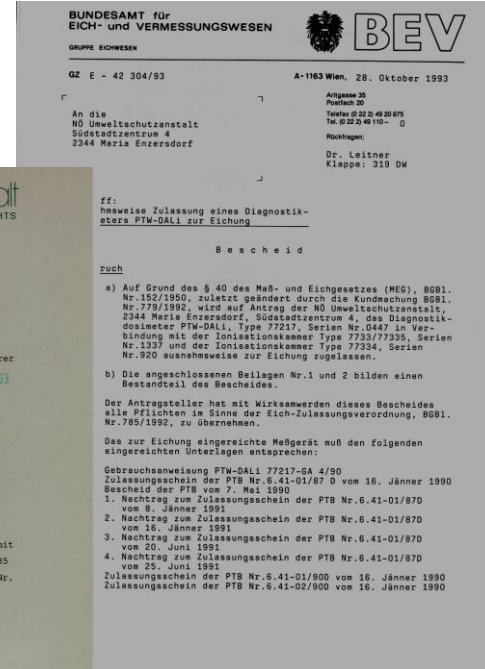 BUNDESAMT für
EICH- und VERMESSUNGSWESEN
BEV
GRUPPE EICHWESEN
GZ E - 42 304/93
A-1163 Wien, 28. Oktober 1993
Arltgasse 35
Postfach 20
Telefax (0 22 2) 49 20 875
Tel. (0 22 2) 49 110 – 0
Rückfragen:
Dr. Leitner
Klappe: 319 DW
An die
NÖ Umweltschutzanstalt
Südstadtzentrum 4
2344 Maria Enzersdorf
ff:
hmsweise Zulassung eines Diagnostik-
eters PTW-DALi zur Eichung
B e s c h e i d
ruch
a) Auf Grund des § 40 des Maß- und Eichgesetzes (MEG), BGBl.
Nr.152/1950, zuletzt geändert durch die Kundmachung BGBl.
Nr.779/1992, wird auf Antrag der NÖ Umweltschutzanstalt,
2344 Maria Enzersdorf, Südstadtzentrum 4, das Diagnostik-
dosimeter PTW-DALi, Type 77217, Serien Nr.0447 in Ver-
bindung mit der Ionisationskammer Type 7733/77335, Serien
Nr.1337 und der Ionisationskammer Type 77334, Serien
Nr.920 ausnahmsweise zur Eichung zugelassen.
b) Die angeschlossenen Beilagen Nr.1 und 2 bilden einen
Bestandteil des Bescheides.
Der Antragsteller hat mit Wirksamwerden dieses Bescheides
alle Pflichten im Sinne der Eich-Zulassungsverordnung, BGBl.
Nr.785/1992, zu übernehmen.
Das zur Eichung eingereichte Meßgerät muß den folgenden
eingereichten Unterlagen entsprechen:
Gebrauchsanweisung PTW-DALi 77217-GA 4/90
Zulassungsschein der PTB Nr.6.41-01/87 D vom 16. Jänner 1990
Bescheid der PTB vom 7. Mai 1990
1. Nachtrag zum Zulassungsschein der PTB Nr.6.41-01/87D
vom 8. Jänner 1991
2. Nachtrag zum Zulassungsschein der PTB Nr.6.41-01/87D
vom 16. Jänner 1991
3. Nachtrag zum Zulassungsschein der PTB Nr.6.41-01/87D
vom 20. Juni 1991
4. Nachtrag zum Zulassungsschein der PTB Nr.6.41-01/87D
vom 25. Juni 1991
Zulassungsschein der PTB Nr.6.41-01/90D vom 16. Jänner 1990
Zulassungsschein der PTB Nr.6.41-02/90D vom 16. Jänner 1990
alt
HTS
rer
93
mit
35
Nr.